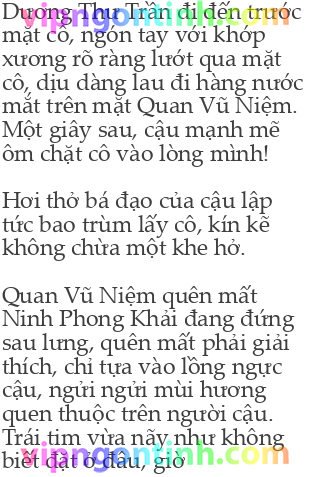 Dương Thụ Trần đi đến trước
mặt cô, ngón tay với khớp
xương rõ ràng lướt qua mặt
cô, dịu dàng lau đi hàng nước
mắt trên mặt Quan Vũ Niệm.
Một giây sau, cậu mạnh mẽ
ôm chặt cô vào lòng mình!
Hơi thở bá đạo của cậu lập
tức bao trùm lấy cô, kín kẽ
không chừa một khe hở.
Quan Vũ Niệm quên mất
Ninh Phong Khải đang đứng
sau lưng, quên mất phải giải
thích, chỉ tựa vào lồng ngực
cậu, ngửi ngửi mùi hương
quen thuộc trên người cậu.
Trái tim vừa nãy như không
biết đặt ở đâu, giờ
vipngontinh.com
vipngontinh.com